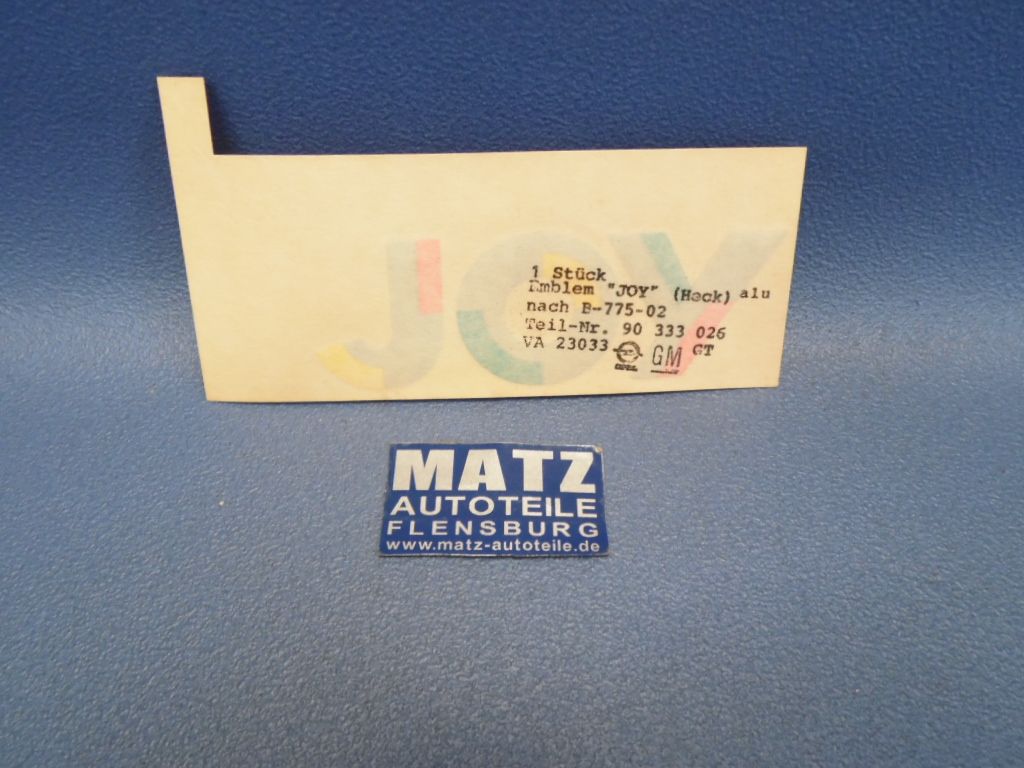 JOY
1 Stück
Emblem "JOY" (Heck) alu
nach B-775-02
Teil-Nr. 90 333 026
VA 23033 OPEL GM GT
MATZ
AUTOTEILE
FLENSBURG
www.matz-autoteile.de